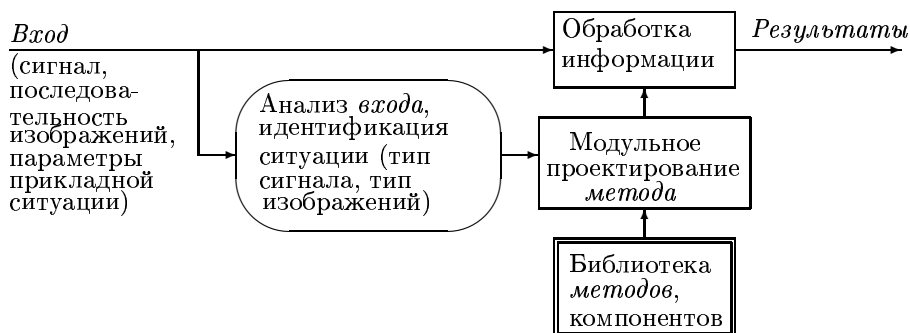 Вход
(сигнал,
последова-
тельность
изображений,
параметры
прикладной
ситуации)
Анализ входа,
идентификация
ситуации (тип
сигнала, тип
изображений)
Обработка
информации
Результаты
Модульное
проектирование
метода
Библиотека
методов,
компонентов